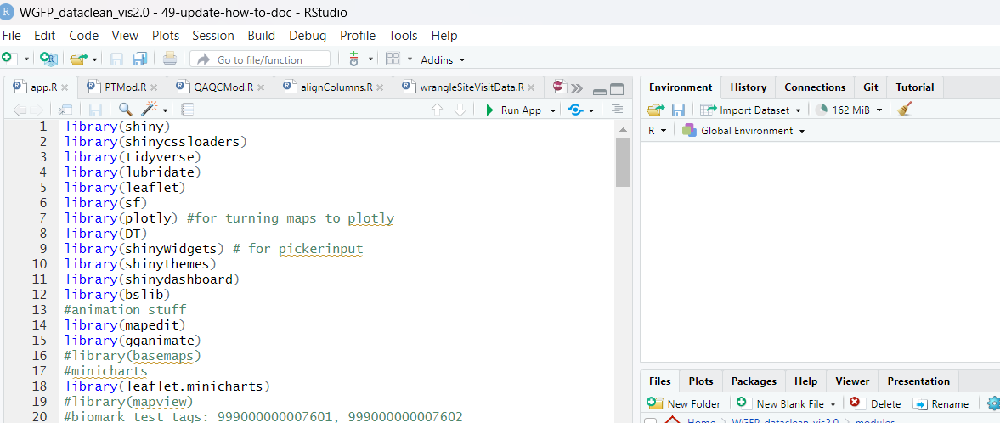 WGFP_dataclean_vis2.0 - 49-update-how-to-doc - RStudio
File Edit Code View Plots Session Build Debug Profile Tools Help
Go to file/function Addins
app.R PTMod.R QAQCMod.R alignColumns.R wrangleSiteVisitData.R
Run App
1 library(shiny)
2 library(shinycssloaders)
3 library(tidyverse)
4 library(lubridate)
5 library(leaflet)
6 library(sf)
7 library(plotly) #for turning maps to plotly
8 library(DT)
9 library(shinyWidgets) # for pickerinput
10 library(shinythemes)
11 library(shinydashboard)
12 library(bslib)
13 #animation stuff
14 library(mapedit)
15 library(gganimate)
16 #library(basemaps)
17 #minicharts
18 library(leaflet.minicharts)
19 #library(mapview)
20 #biomark test tags: 999000000007601, 999000000007602
Environment History Connections Git Tutorial
Import Dataset 162 MiB
R Global Environment
Files Plots Packages Help Viewer Presentation
New Folder New Blank File Delete Rename
Home WGFP_dataclean_vis2.0 modules